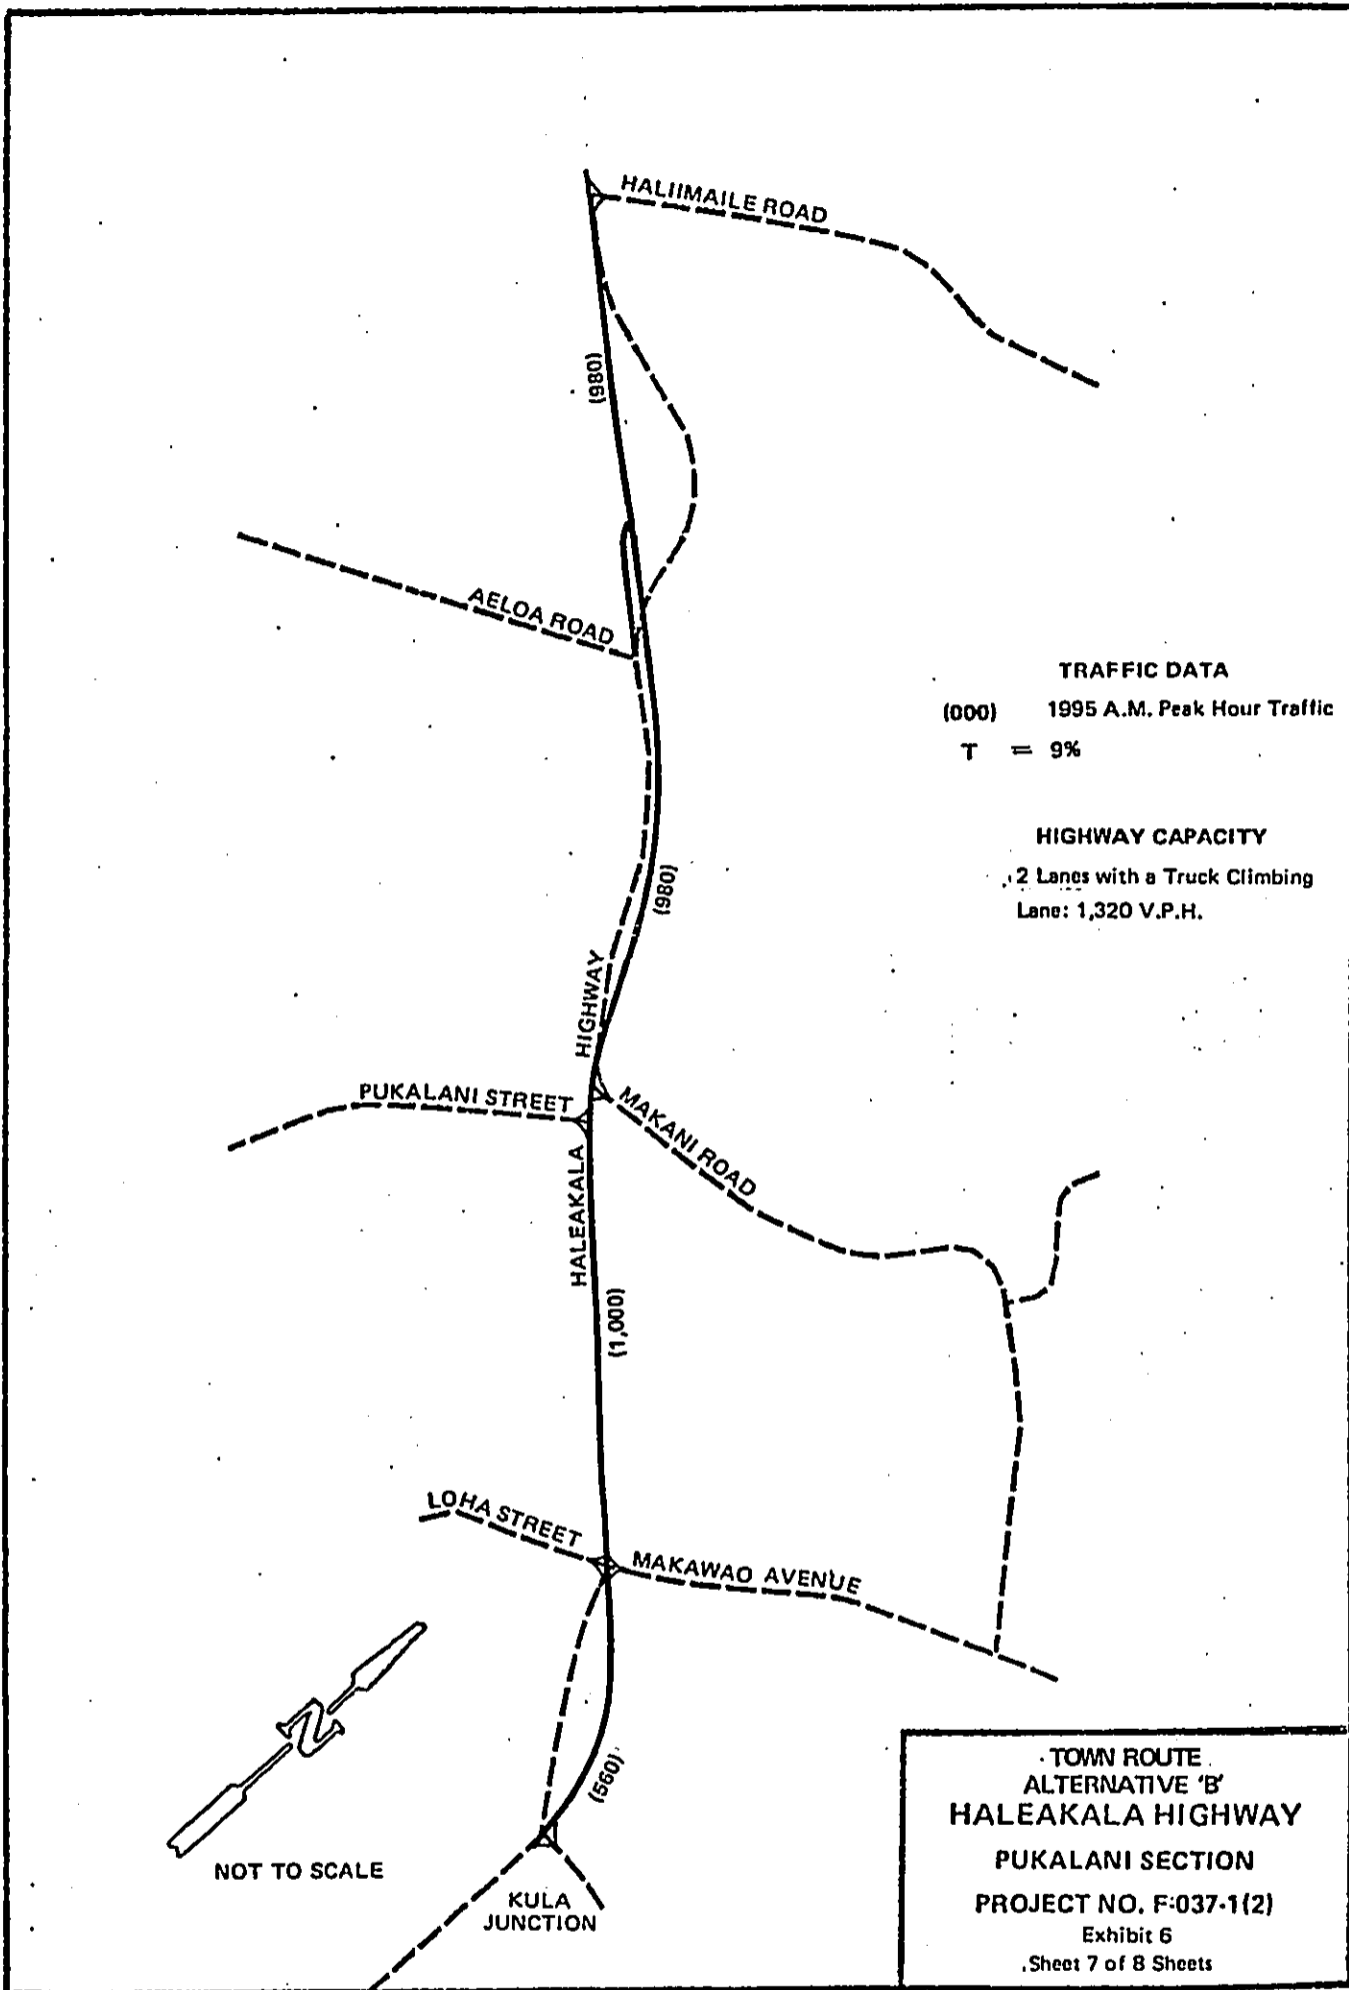 HALIIMAILE ROAD
(980)
AELOA ROAD
TRAFFIC DATA
(000) 1995 A.M. Peak Hour Traffic
T = 9%
HIGHWAY CAPACITY
2 Lanes with a Truck Climbing
Lane: 1,320 V.P.H.
(980)
HIGHWAY
PUKALANI STREET
MAKANI ROAD
HALEAKALA
(1,000)
LOHA STREET
MAKAWAO AVENUE
N
(560)
NOT TO SCALE
KULA
JUNCTION
TOWN ROUTE
ALTERNATIVE 'B'
HALEAKALA HIGHWAY
PUKALANI SECTION
PROJECT NO. F-037-1(2)
Exhibit 6
Sheet 7 of 8 Sheets